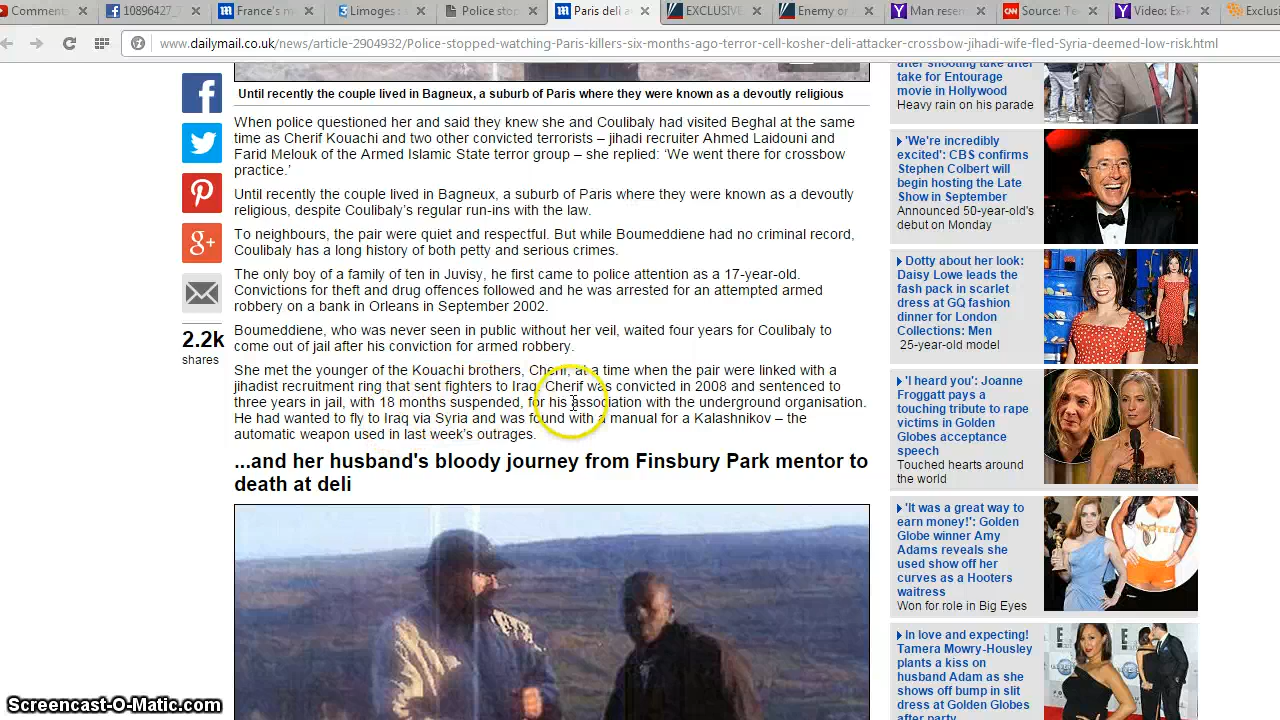 Comments
10896427_
France's m
Limoges :
Police sto
Paris deli a
EXCLUSIVE
Enemy or
Man resen
Source: Te
Video: Ex-
Exclusi
www.dailymail.co.uk/news/article-2904932/Police-stopped-watching-Paris-killers-six-months-ago-terror-cell-kosher-deli-attacker-crossbow-jihadi-wife-fled-Syria-deemed-low-risk.html
Until recently the couple lived in Bagneux, a suburb of Paris where they were known as a devoutly religious
When police questioned her and said they knew she and Coulibaly had visited Beghal at the same
time as Cherif Kouachi and two other convicted terrorists – jihadi recruiter Ahmed Laidouni and
Farid Melouk of the Armed Islamic State terror group – she replied: ‘We went there for crossbow
practice.’
Until recently the couple lived in Bagneux, a suburb of Paris where they were known as a devoutly
religious, despite Coulibaly’s regular run-ins with the law.
To neighbours, the pair were quiet and respectful. But while Boumeddiene had no criminal record,
Coulibaly has a long history of both petty and serious crimes.
The only boy of a family of ten in Juvisy, he first came to police attention as a 17-year-old.
Convictions for theft and drug offences followed and he was arrested for an attempted armed
robbery on a bank in Orleans in September 2002.
Boumeddiene, who was never seen in public without her veil, waited four years for Coulibaly to
come out of jail after his conviction for armed robbery.
She met the younger of the Kouachi brothers, Cherif, at a time when the pair were linked with a
jihadist recruitment ring that sent fighters to Iraq. Cherif was convicted in 2008 and sentenced to
three years in jail, with 18 months suspended, for his association with the underground organisation.
He had wanted to fly to Iraq via Syria and was found with a manual for a Kalashnikov – the
automatic weapon used in last week’s outrages.
...and her husband's bloody journey from Finsbury Park mentor to
death at deli
2.2k
shares
after shooting take after
take for Entourage
movie in Hollywood
Heavy rain on his parade
'We're incredibly
excited': CBS confirms
Stephen Colbert will
begin hosting the Late
Show in September
Announced 50-year-old's
debut on Monday
Dotty about her look:
Daisy Lowe leads the
fash pack in scarlet
dress at GQ fashion
dinner for London
Collections: Men
25-year-old model
'I heard you': Joanne
Froggatt pays a
touching tribute to rape
victims in Golden
Globes acceptance
speech
Touched hearts around
the world
'It was a great way to
earn money!': Golden
Globe winner Amy
Adams reveals she
used show off her
curves as a Hooters
waitress
Won for role in Big Eyes
In love and expecting!
Tamera Mowry-Housley
plants a kiss on
husband Adam as she
shows off bump in slit
dress at Golden Globes
after party
Screencast-O-Matic.com